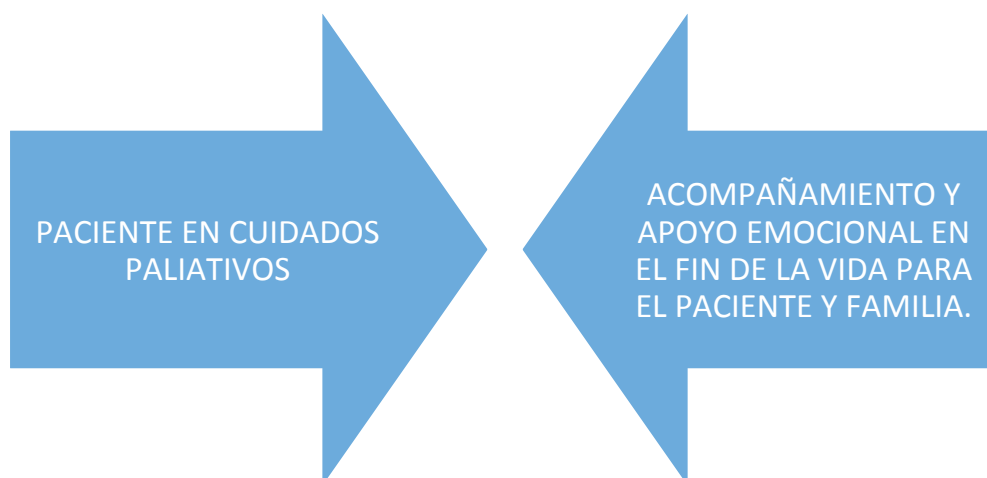 PACIENTE EN CUIDADOS
PALIATIVOS
ACOMPAÑAMIENTO Y
APOYO EMOCIONAL EN
EL FIN DE LA VIDA PARA
EL PACIENTE Y FAMILIA.